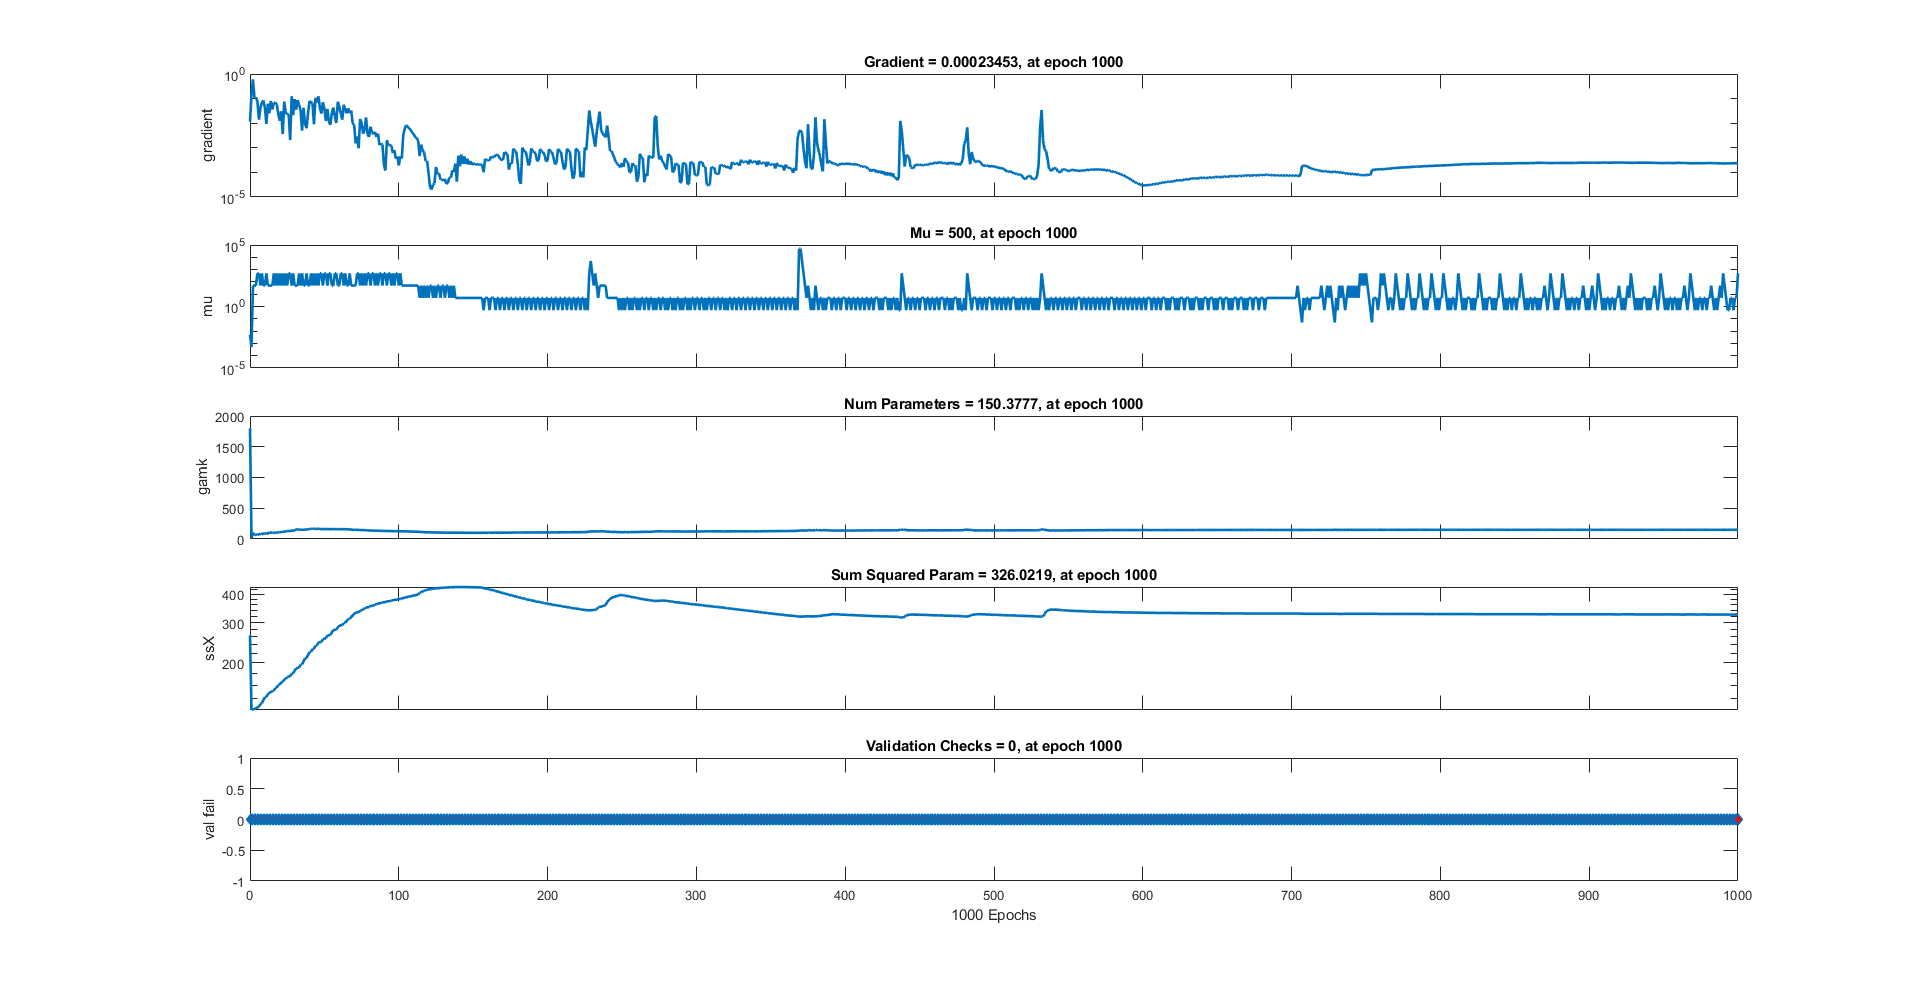 Gradient = 0.00023453, at epoch 1000
10^0
10^-5
gradient
Mu = 500, at epoch 1000
10^5
10^0
10^-5
mu
Num Parameters = 150.3777, at epoch 1000
2000
1500
1000
500
0
gamk
Sum Squared Param = 326.0219, at epoch 1000
400
300
200
ssX
Validation Checks = 0, at epoch 1000
1
0.5
0
-0.5
-1
val fail
0 100 200 300 400 500 600 700 800 900 1000
1000 Epochs